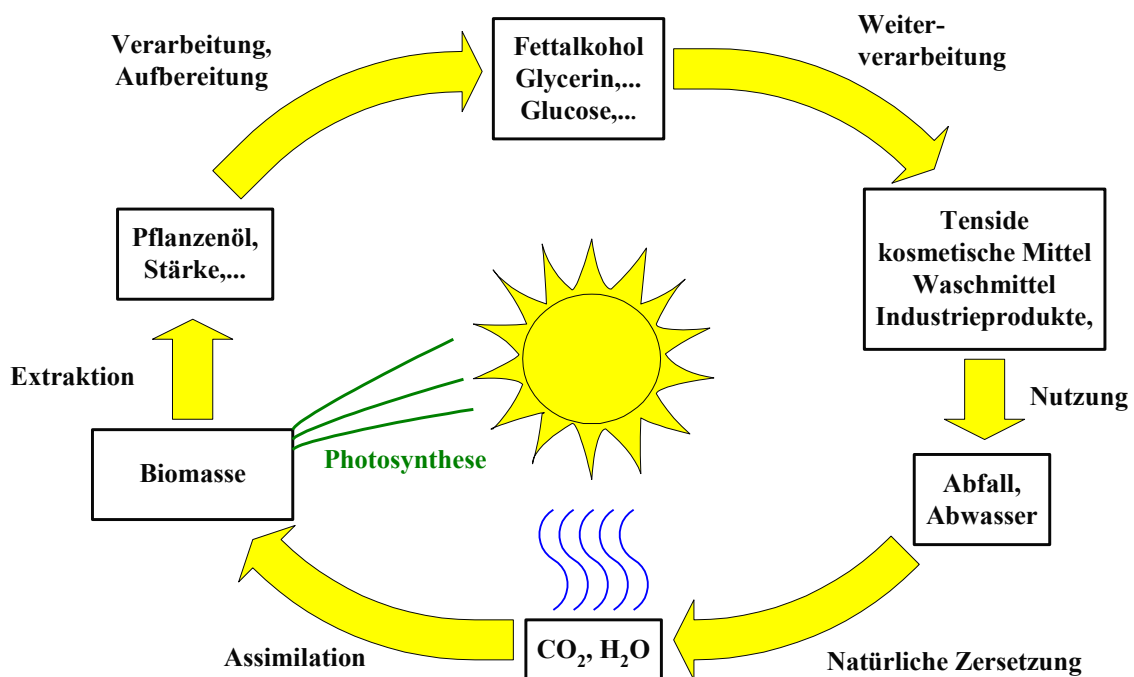 Verarbeitung,
Aufbereitung
Fettalkohol
Glycerin,...
Glucose,...
Weiter-
verarbeitung
Pflanzenöl,
Stärke,...
Tenside
kosmetische Mittel
Waschmittel
Industrieprodukte,
Extraktion
Nutzung
Photosynthese
Biomasse
Abfall,
Abwasser
Assimilation
CO₂, H₂O
Natürliche Zersetzung